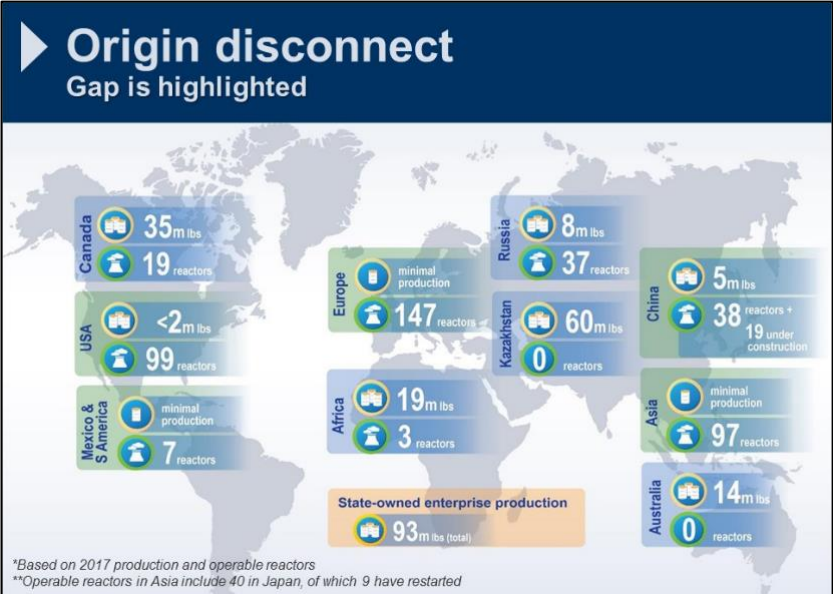 Origin disconnect
Gap is highlighted
Canada
35m lbs
19 reactors
USA
<2m lbs
99 reactors
Mexico &
S America
minimal
production
7 reactors
Europe
minimal
production
147 reactors
Africa
19m lbs
3 reactors
Russia
8m lbs
37 reactors
Kazakhstan
60m lbs
0 reactors
China
5m lbs
38 reactors +
19 under
construction
Asia
minimal
production
97 reactors
Australia
14m lbs
0 reactors
State-owned enterprise production
93m lbs (total)
*Based on 2017 production and operable reactors
**Operable reactors in Asia include 40 in Japan, of which 9 have restarted